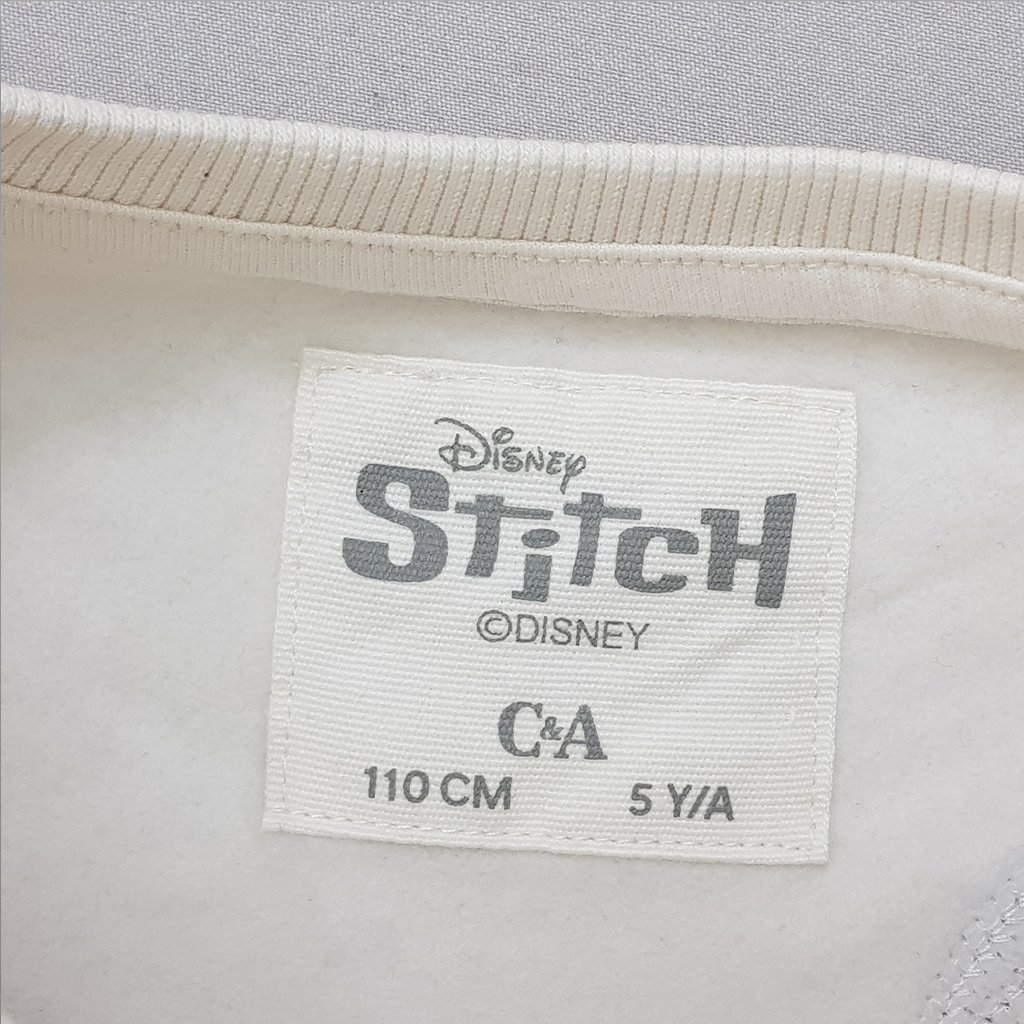 Disney
Stitch
©DISNEY
C&A
110 CM 5 Y/A